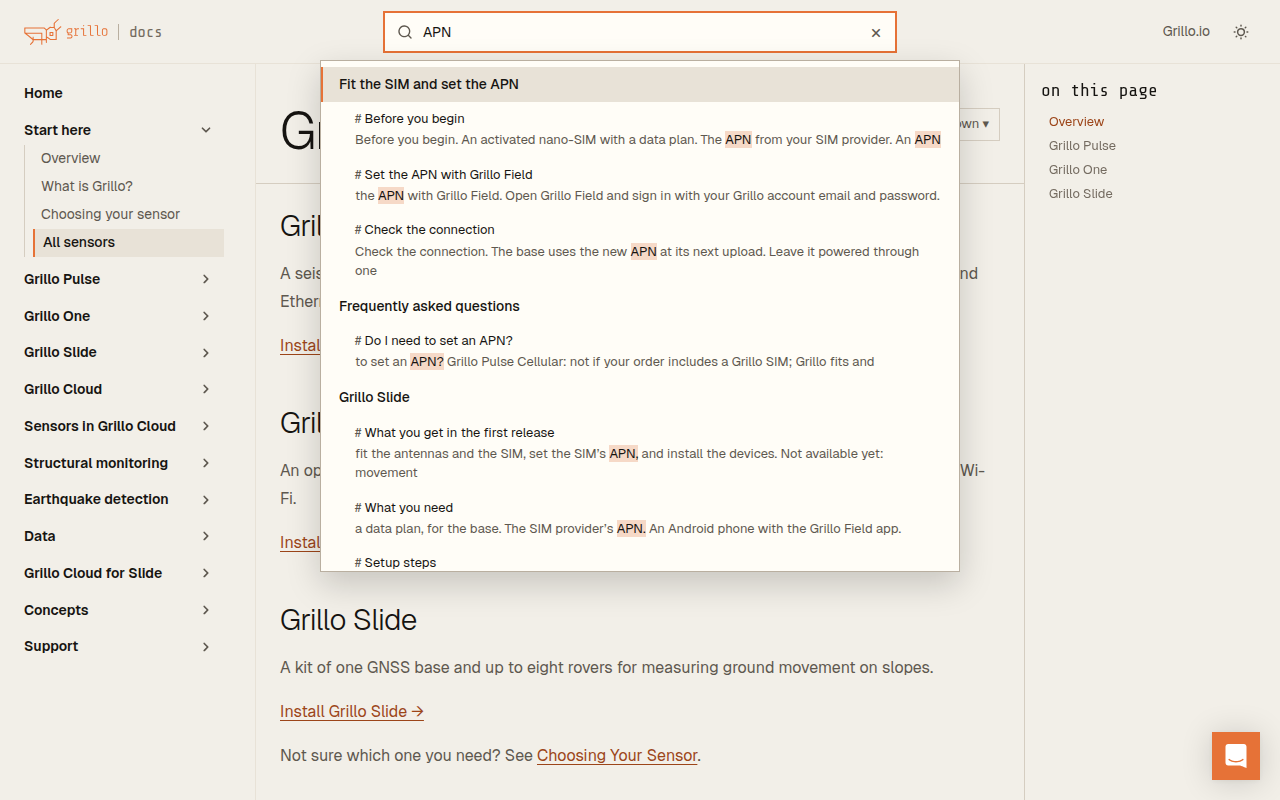 grillo | docs
APN
Grillo.io
Home
Start here
Overview
What is Grillo?
Choosing your sensor
All sensors
Grillo Pulse
Grillo One
Grillo Slide
Grillo Cloud
Sensors in Grillo Cloud
Structural monitoring
Earthquake detection
Data
Grillo Cloud for Slide
Concepts
Support
Fit the SIM and set the APN
# Before you begin
Before you begin. An activated nano-SIM with a data plan. The APN from your SIM provider. An APN
# Set the APN with Grillo Field
the APN with Grillo Field. Open Grillo Field and sign in with your Grillo account email and password.
# Check the connection
Check the connection. The base uses the new APN at its next upload. Leave it powered through
one
Frequently asked questions
# Do I need to set an APN?
to set an APN? Grillo Pulse Cellular: not if your order includes a Grillo SIM; Grillo fits and
Grillo Slide
# What you get in the first release
fit the antennas and the SIM, set the SIM's APN, and install the devices. Not available yet:
movement
# What you need
a data plan, for the base. The SIM provider's APN. An Android phone with the Grillo Field app.
# Setup steps
Grillo Slide
A kit of one GNSS base and up to eight rovers for measuring ground movement on slopes.
Install Grillo Slide →
Not sure which one you need? See Choosing Your Sensor.
on this page
Overview
Grillo Pulse
Grillo One
Grillo Slide